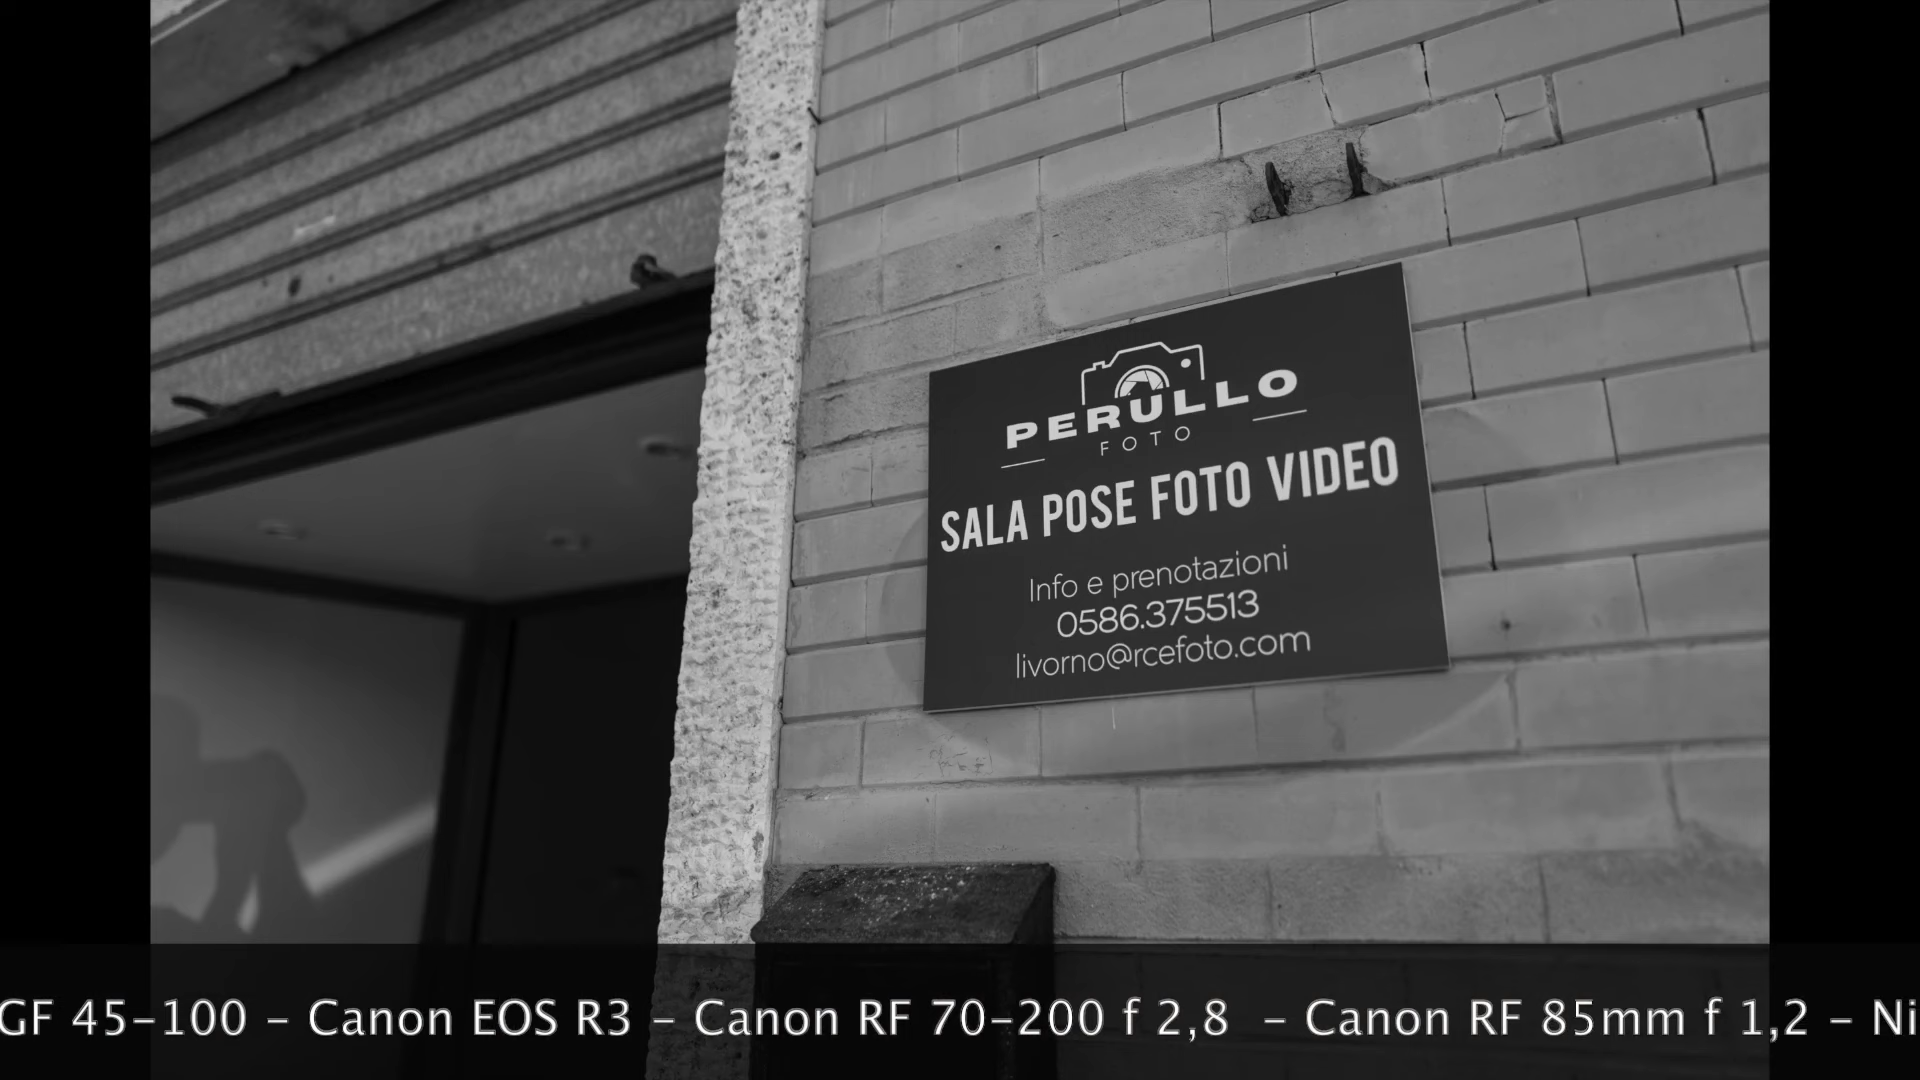 PERULLO
FOTO
SALA POSE FOTO VIDEO
Info e prenotazioni
0586.375513
livorno@rcefoto.com
GF 45-100 - Canon EOS R3 - Canon RF 70-200 f 2,8 - Canon RF 85mm f 1,2 - Ni